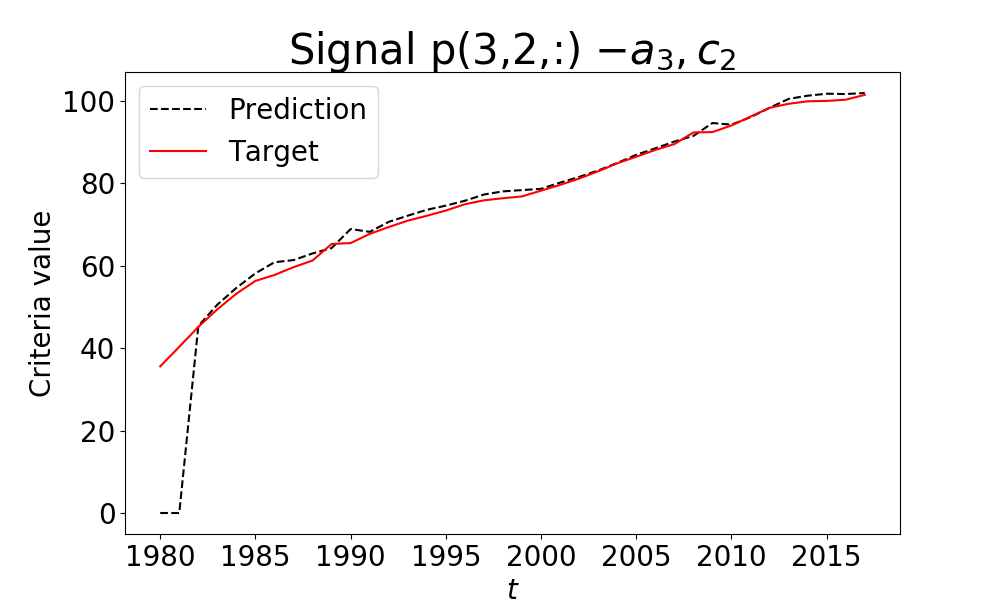 Signal p(3,2,:) −a₃, c₂
Prediction
Target
Criteria value
100
80
60
40
20
0
1980 1985 1990 1995 2000 2005 2010 2015
t